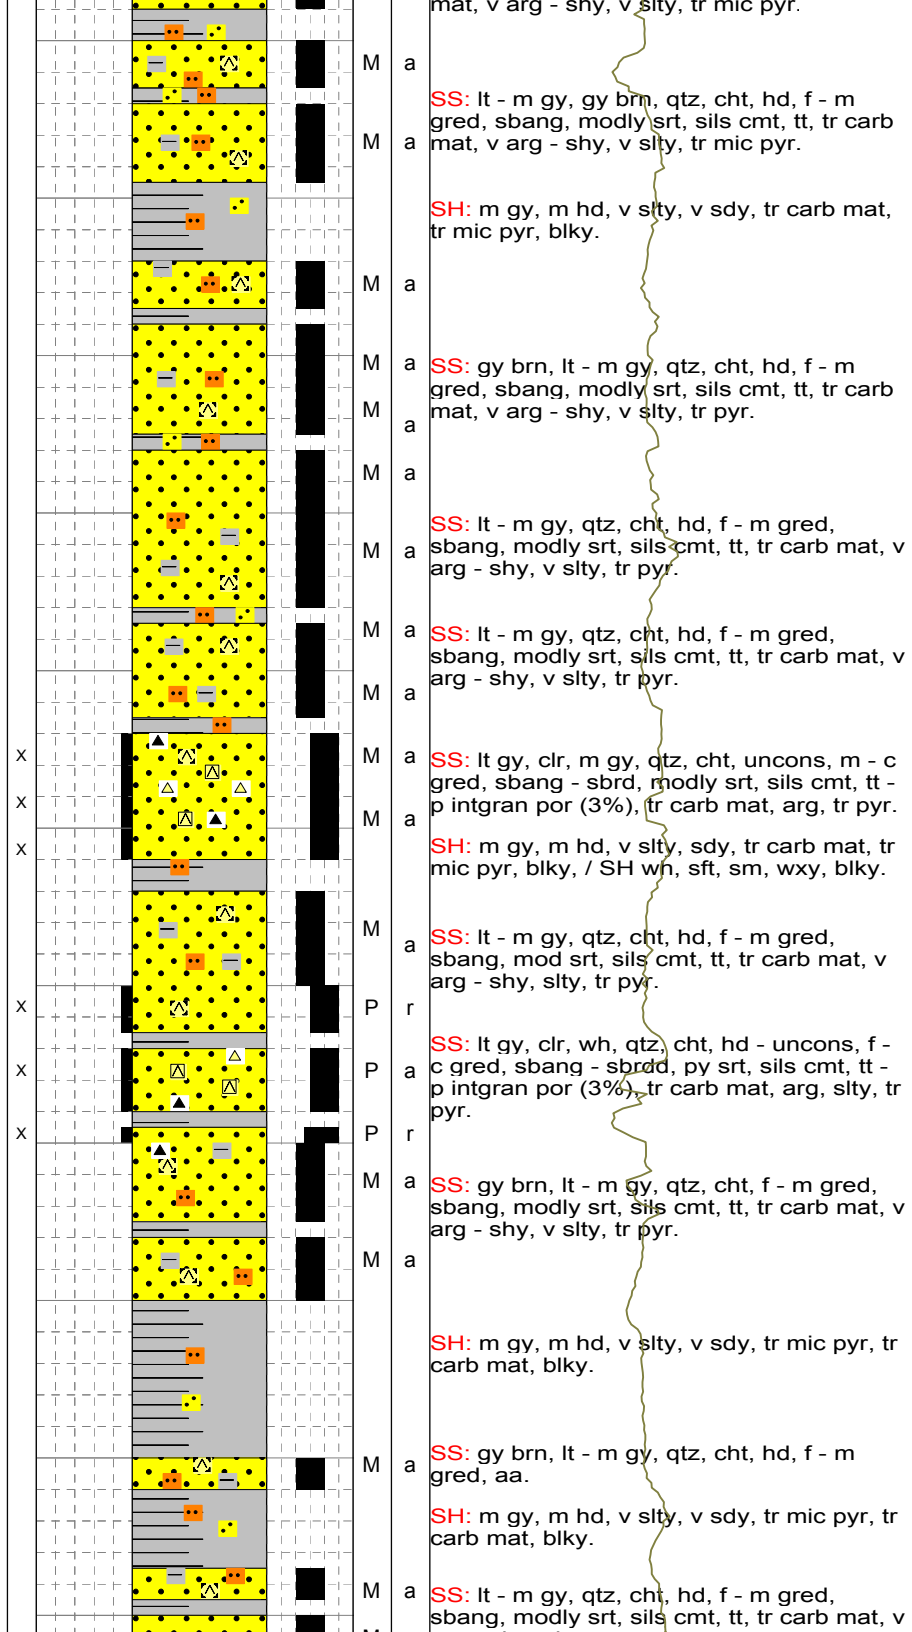 mat, v arg - shy, v slty, tr mic pyr.
M a
SS: lt - m gy, gy brn, qtz, cht, hd, f - m
gred, sbang, modly srt, sils cmt, tt, tr carb
M a
mat, v arg - shy, v slty, tr mic pyr.
SH: m gy, m hd, v slty, v sdy, tr carb mat,
tr mic pyr, blky.
M a
M a
SS: gy brn, lt - m gy, qtz, cht, hd, f - m
gred, sbang, modly srt, sils cmt, tt, tr carb
M a
mat, v arg - shy, v slty, tr pyr.
M a
SS: lt - m gy, qtz, cht, hd, f - m gred,
M a
sbang, modly srt, sils cmt, tt, tr carb mat, v
arg - shy, v slty, tr pyr.
M a
SS: lt - m gy, qtz, cht, hd, f - m gred,
sbang, modly srt, sils cmt, tt, tr carb mat, v
arg - shy, v slty, tr pyr.
M a
x M a
SS: lt gy, clr, m gy, qtz, cht, uncons, m - c
gred, sbang - sbrd, modly srt, sils cmt, tt -
x
p intgran por (3%), tr carb mat, arg, tr pyr.
M a
x
SH: m gy, m hd, v slty, sdy, tr carb mat, tr
mic pyr, blky, / SH wh, sft, sm, wxy, blky.
M a
SS: lt - m gy, qtz, cht, hd, f - m gred,
sbang, mod srt, sils cmt, tt, tr carb mat, v
arg - shy, slty, tr pyr.
x P r
SS: lt gy, clr, wh, qtz, cht, hd - uncons, f -
c gred, sbang - sbrdd, py srt, sils cmt, tt -
x P a
p intgran por (3%), tr carb mat, arg, slty, tr
pyr.
x P r
M a
SS: gy brn, lt - m gy, qtz, cht, f - m gred,
sbang, modly srt, sils cmt, tt, tr carb mat, v
arg - shy, v slty, tr pyr.
M a
SH: m gy, m hd, v slty, v sdy, tr mic pyr, tr
carb mat, blky.
SS: gy brn, lt - m gy, qtz, cht, hd, f - m
M a
gred, aa.
SH: m gy, m hd, v slty, v sdy, tr mic pyr, tr
carb mat, blky.
M a
SS: lt - m gy, qtz, cht, hd, f - m gred,
sbang, modly srt, sils cmt, tt, tr carb mat, v